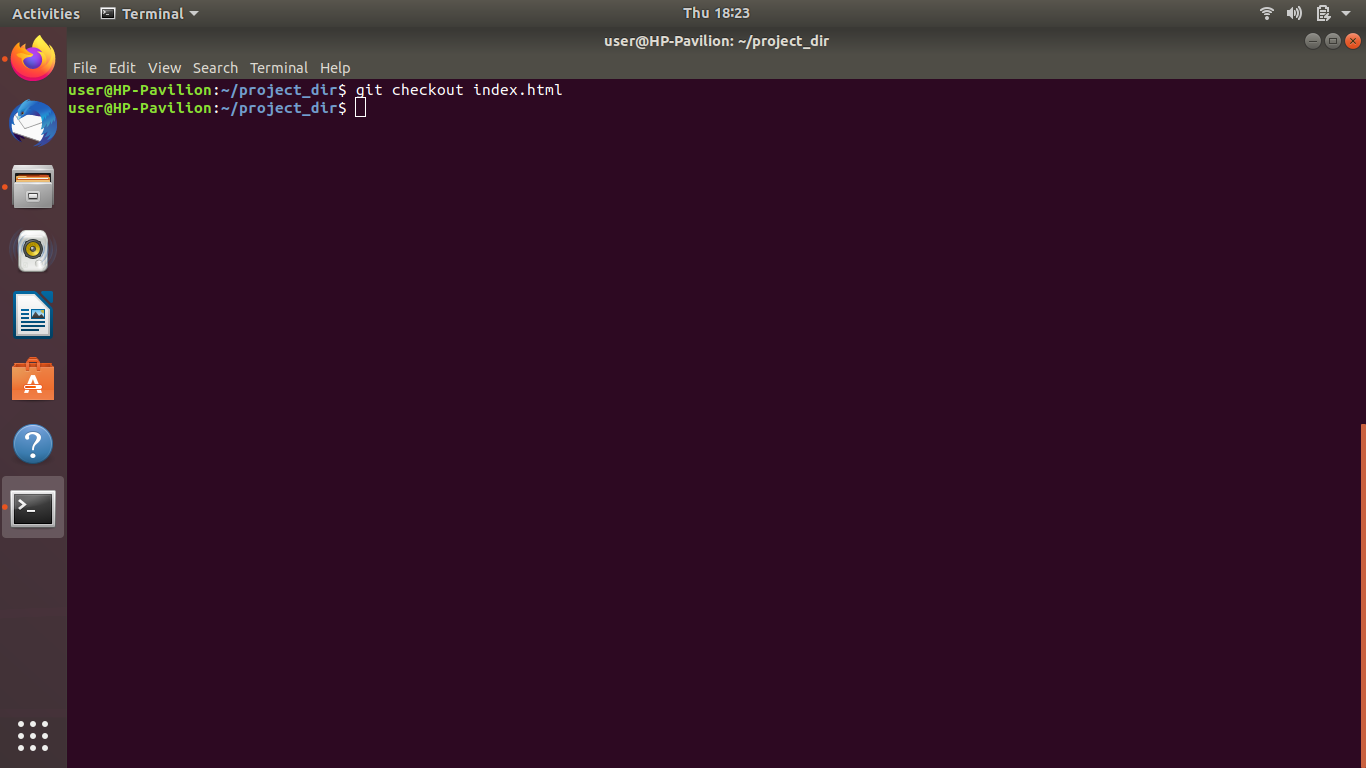 Activities Terminal Thu 18:23
user@HP-Pavilion: ~/project_dir
File Edit View Search Terminal Help
user@HP-Pavilion:~/project_dir$ git checkout index.html
user@HP-Pavilion:~/project_dir$